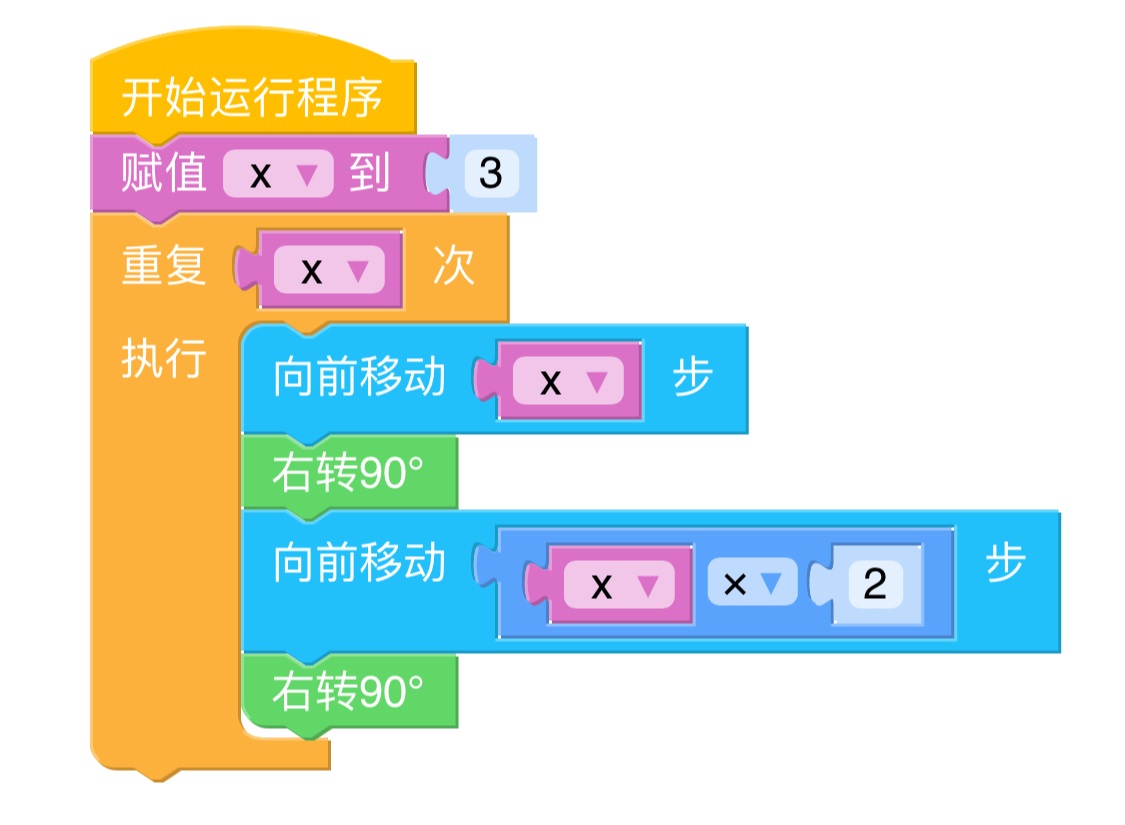 开始运行程序
赋值 x ▼ 到 3
重复 x ▼ 次
执行
向前移动 x ▼ 步
右转90°
向前移动 x ▼ × ▼ 2 步
右转90°